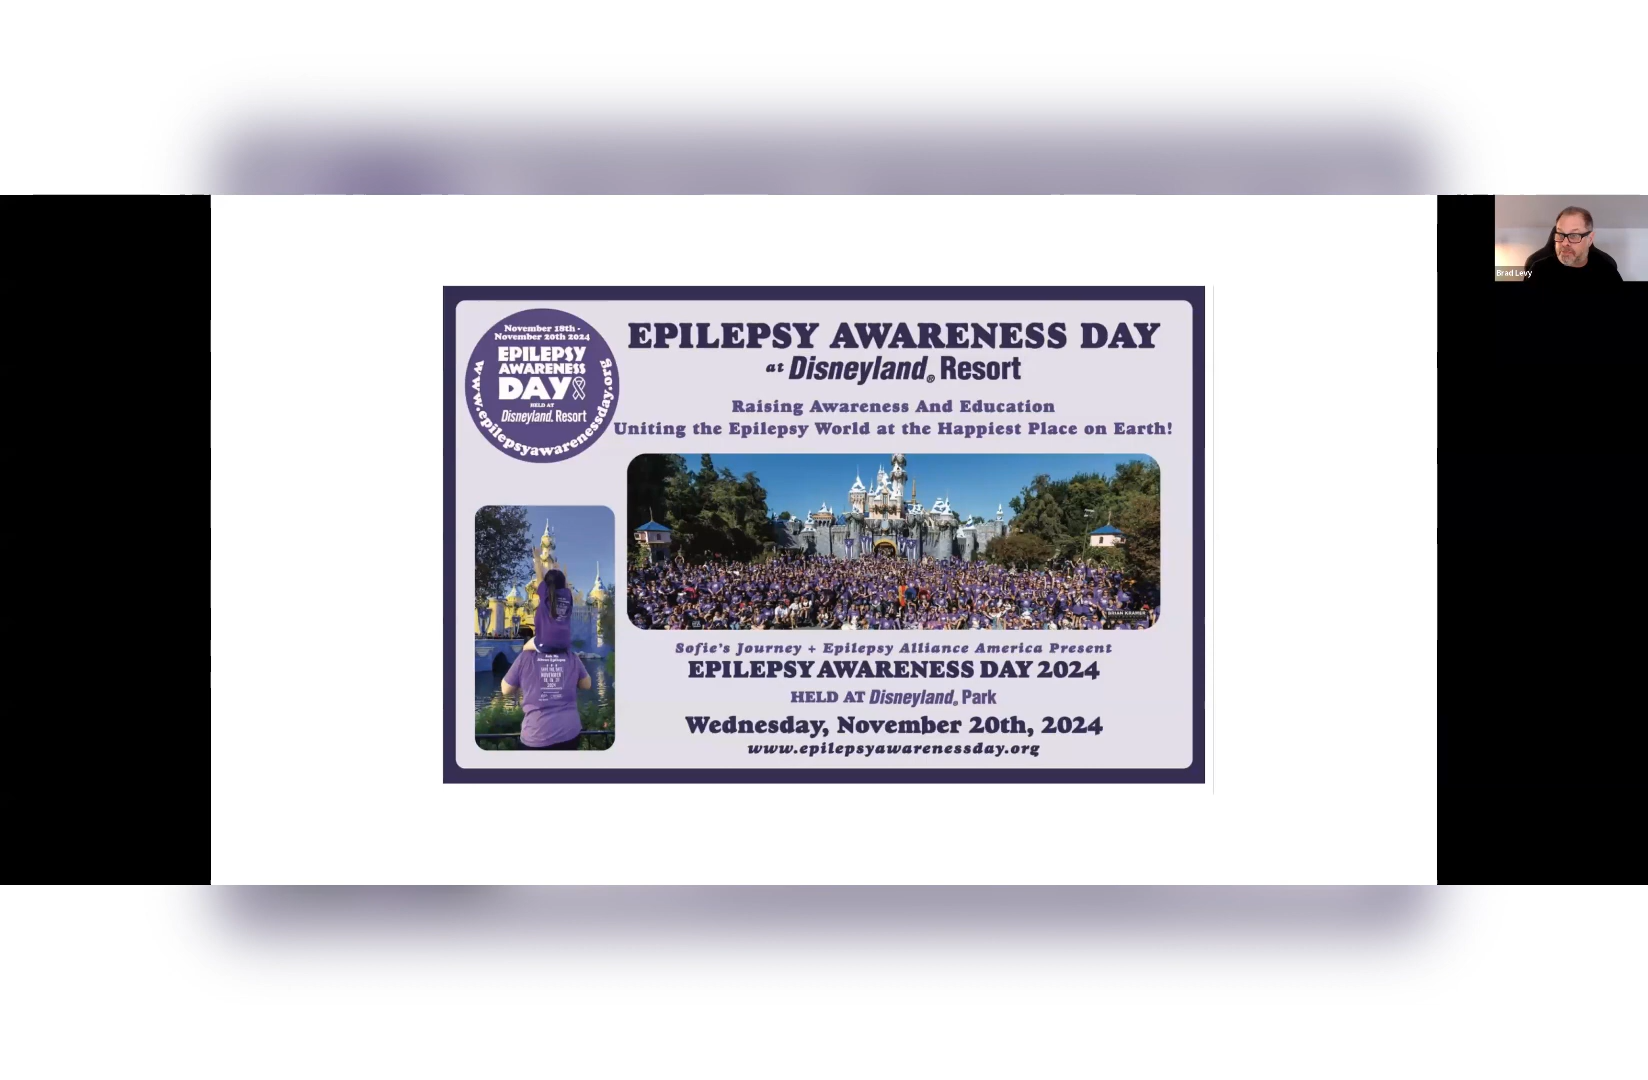 November 18th -
November 20th 2024
EPILEPSY
AWARENESS
DAY
HELD AT
Disneyland® Resort
www.epilepsyawarenessday.org
EPILEPSY AWARENESS DAY
at Disneyland® Resort
Raising Awareness And Education
Uniting the Epilepsy World at the Happiest Place on Earth!
BRIAN KRAMER
Sofie's Journey + Epilepsy Alliance America Present
EPILEPSY AWARENESS DAY 2024
HELD AT Disneyland® Park
Wednesday, November 20th, 2024
www.epilepsyawarenessday.org
Brad Levy